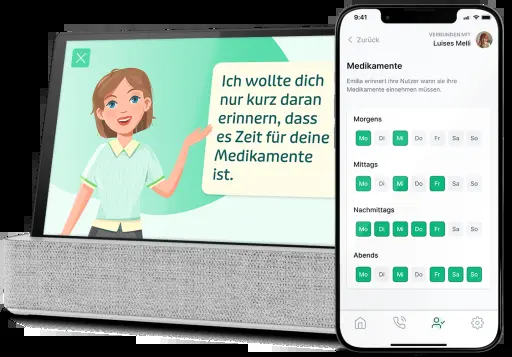 Ich wollte dich
nur kurz daran
erinnern, dass
es Zeit für deine
Medikamente
ist.
9:41
Zurück
VERBUNDEN MIT
Luises Melli
Medikamente
Emilia erinnert ihre Nutzer wann sie ihre
Medikamente einnehmen müssen.
Morgens
Mo Di Mi Do Fr Sa So
Mittags
Mo Di Mi Do Fr Sa So
Nachmittags
Mo Di Mi Do Fr Sa So
Abends
Mo Di Mi Do Fr Sa So